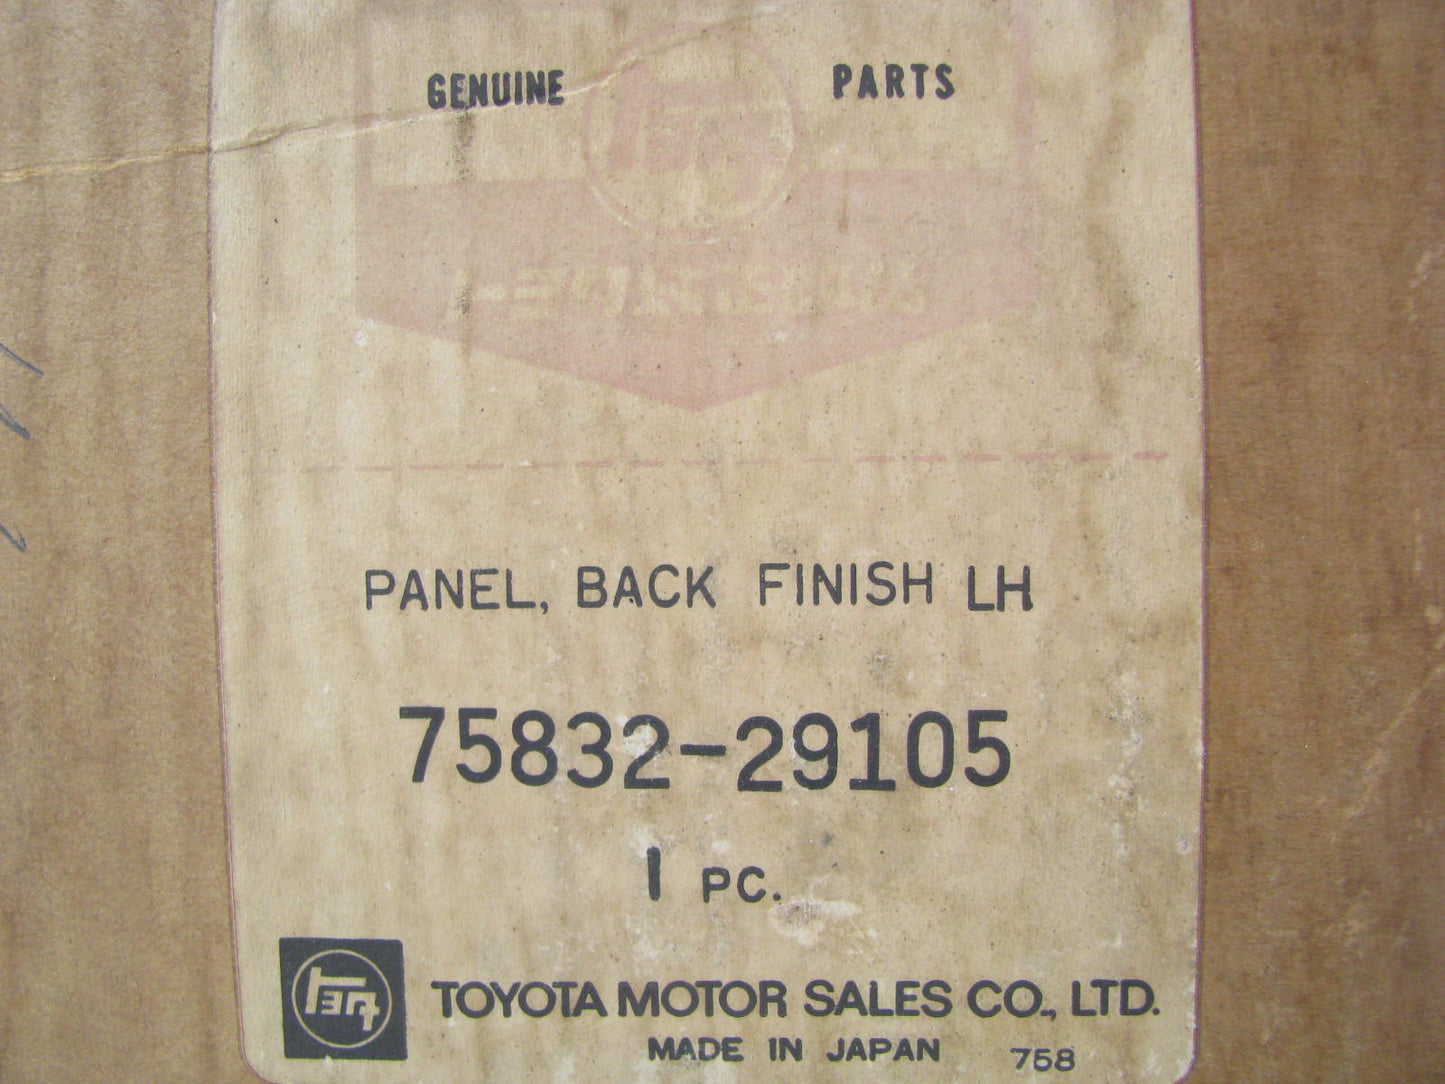 GENUINE PARTS
PANEL, BACK FINISH LH
75832-29105
1 PC.
TEQ TOYOTA MOTOR SALES CO., LTD.
MADE IN JAPAN 758